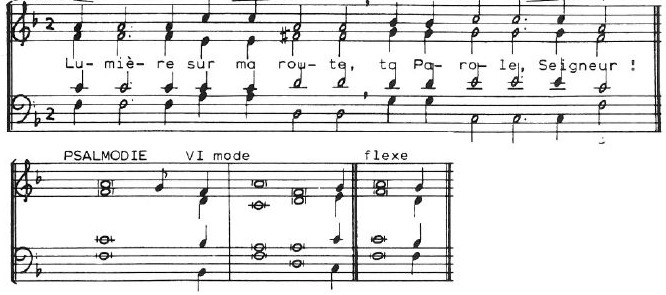 Lu- miè- re sur ma rou- te, ta Pa- ro- le, Seigneur !
PSALMODIE VI mode flexe